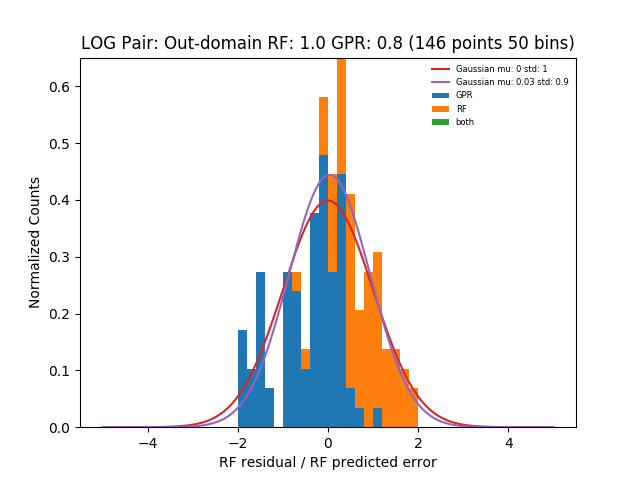 LOG Pair: Out-domain RF: 1.0 GPR: 0.8 (146 points 50 bins)
Gaussian mu: 0 std: 1
Gaussian mu: 0.03 std: 0.9
GPR
RF
both
Normalized Counts
0.6
0.5
0.4
0.3
0.2
0.1
0.0
−4
−2
0
2
4
RF residual / RF predicted error